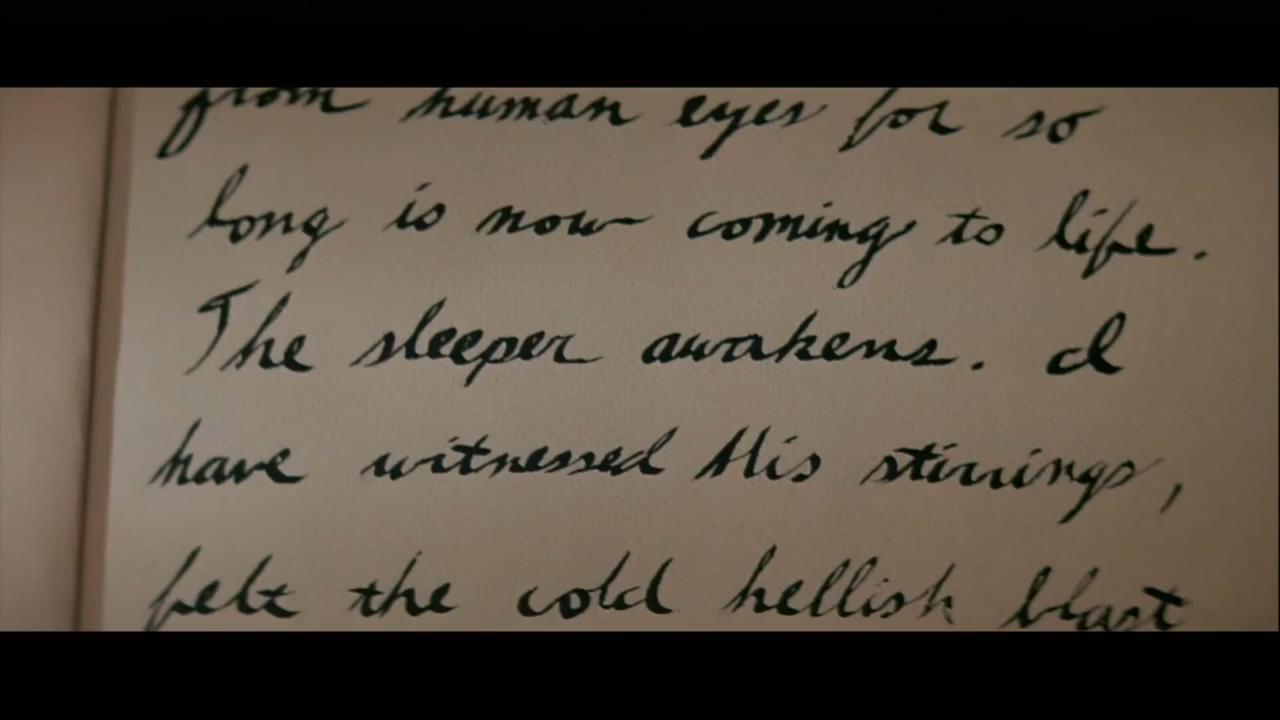 from human eyes for so
long is now coming to life.
The sleeper awakens. I
have witnessed His stirrings,
felt the cold hellish blast